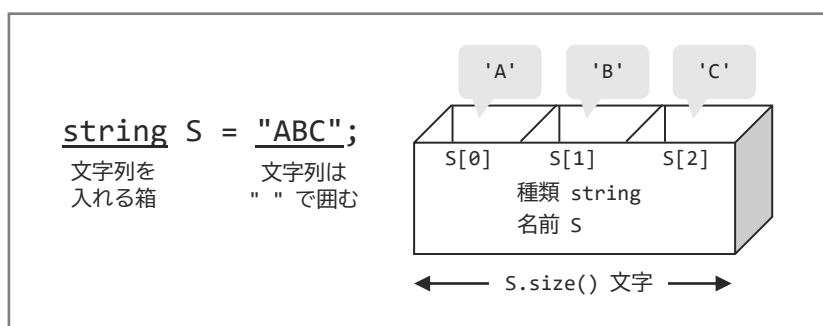 string S = "ABC";
文字列を
入れる箱
文字列は
" " で囲む
'A' 'B' 'C'
S[0] S[1] S[2]
種類 string
名前 S
S.size() 文字